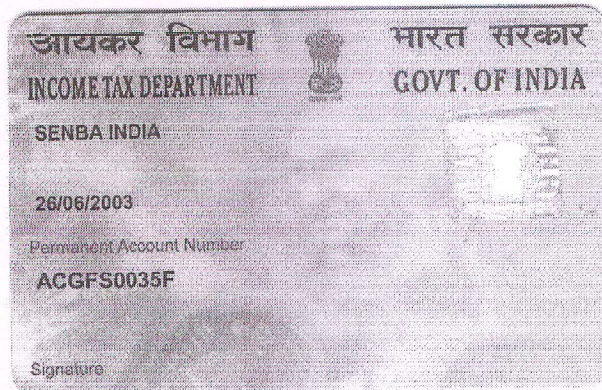 आयकर विभाग
INCOME TAX DEPARTMENT
भारत सरकार
GOVT. OF INDIA
SENBA INDIA
26/06/2003
Permanent Account Number
ACGFS0035F
Signature